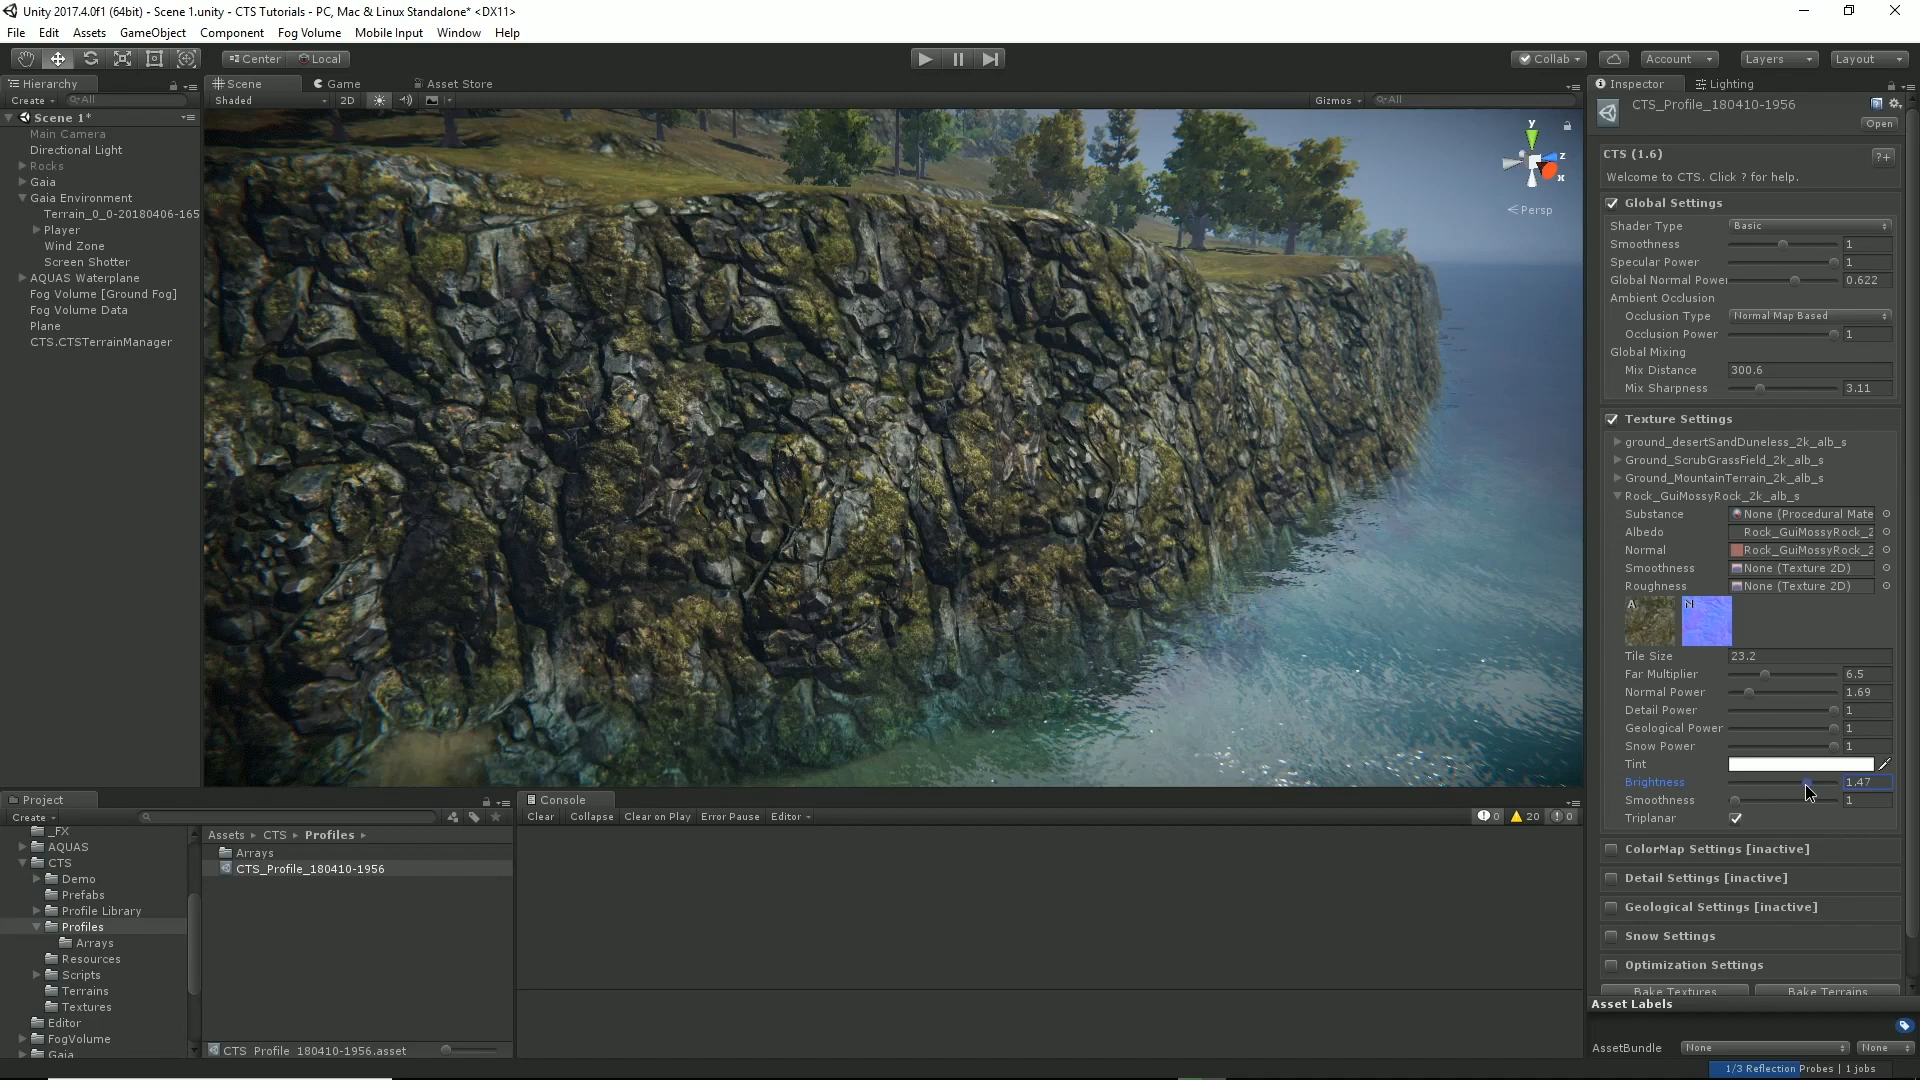 Unity 2017.4.0f1 (64bit) - Scene 1.unity - CTS Tutorials - PC, Mac & Linux Standalone* <DX11>
File Edit Assets GameObject Component Fog Volume Mobile Input Window Help
Center Local Collab Account Layers Layout
Hierarchy
Create All
Scene 1*
Main Camera
Directional Light
Rocks
Gaia
Gaia Environment
Terrain_0_0-20180406-165
Player
Wind Zone
Screen Shotter
AQUAS Waterplane
Fog Volume [Ground Fog]
Fog Volume Data
Plane
CTS.CTSTerrainManager
Scene Game Asset Store
Shaded 2D Gizmos All
y
z
x
Persp
Inspector Lighting
CTS_Profile_180410-1956
Open
CTS (1.6)
?+
Welcome to CTS. Click ? for help.
Global Settings
Shader Type Basic
Smoothness 1
Specular Power 1
Global Normal Power 0.622
Ambient Occlusion
Occlusion Type Normal Map Based
Occlusion Power 1
Global Mixing
Mix Distance 300.6
Mix Sharpness 3.11
Texture Settings
ground_desertSandDuneless_2k_alb_s
Ground_ScrubGrassField_2k_alb_s
Ground_MountainTerrain_2k_alb_s
Rock_GuiMossyRock_2k_alb_s
Substance None (Procedural Mate
Albedo Rock_GuiMossyRock_2
Normal Rock_GuiMossyRock_2
Smoothness None (Texture 2D)
Roughness None (Texture 2D)
A N
Tile Size 23.2
Far Multiplier 6.5
Normal Power 1.69
Detail Power 1
Geological Power 1
Snow Power 1
Tint
Brightness 1.47
Smoothness 1
Triplanar
ColorMap Settings [inactive]
Detail Settings [inactive]
Geological Settings [inactive]
Snow Settings
Optimization Settings
Bake Textures Bake Terrains
Asset Labels
AssetBundle None None
1/3 Reflection Probes | 1 jobs
Project
Create
_FX
AQUAS
CTS
Demo
Prefabs
Profile Library
Profiles
Arrays
Resources
Scripts
Terrains
Textures
Editor
FogVolume
Gaia
Assets CTS Profiles
Arrays
CTS_Profile_180410-1956
CTS_Profile_180410-1956.asset
Console
Clear Collapse Clear on Play Error Pause Editor 0 20 0